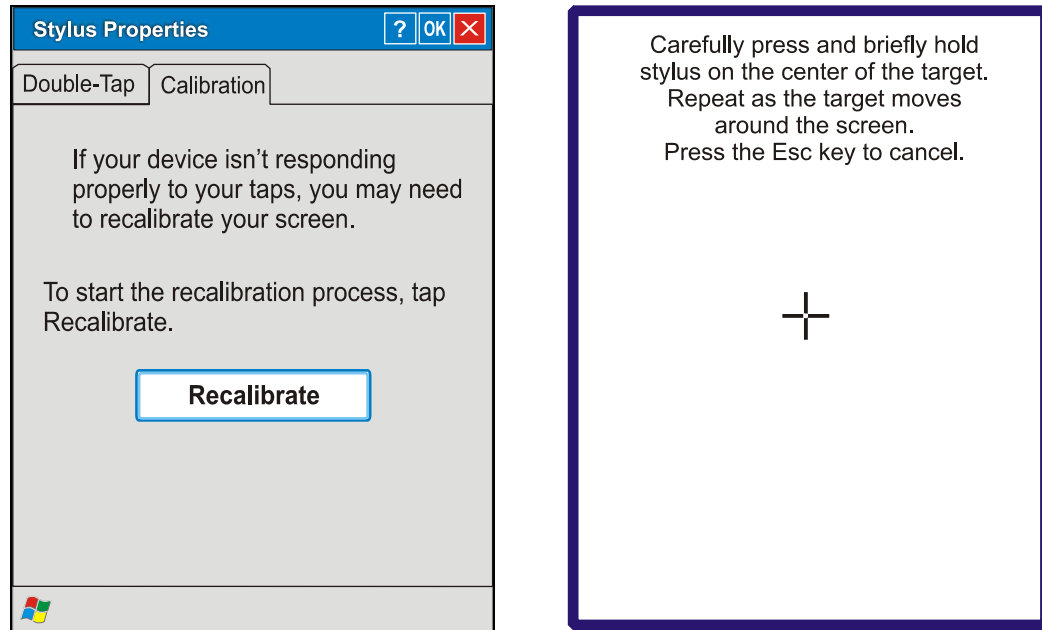 Stylus Properties ? OK X
Double-Tap Calibration
If your device isn't responding
properly to your taps, you may need
to recalibrate your screen.
To start the recalibration process, tap
Recalibrate.
Recalibrate
Carefully press and briefly hold
stylus on the center of the target.
Repeat as the target moves
around the screen.
Press the Esc key to cancel.